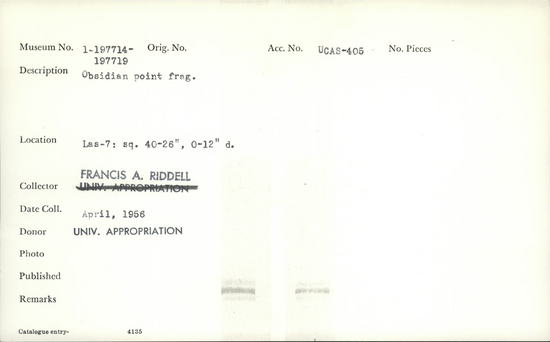 Museum No. 1-197714- Orig. No. Acc. No. UCAS-405 No. Pieces
197719
Description Obsidian point frag.
Location Las-7: sq. 40-26", 0-12" d.
FRANCIS A. RIDDELL
Collector UNIV. APPROPRIATION
Date Coll. April, 1956
Donor UNIV. APPROPRIATION
Photo
Published
Remarks
Catalogue entry- 4135